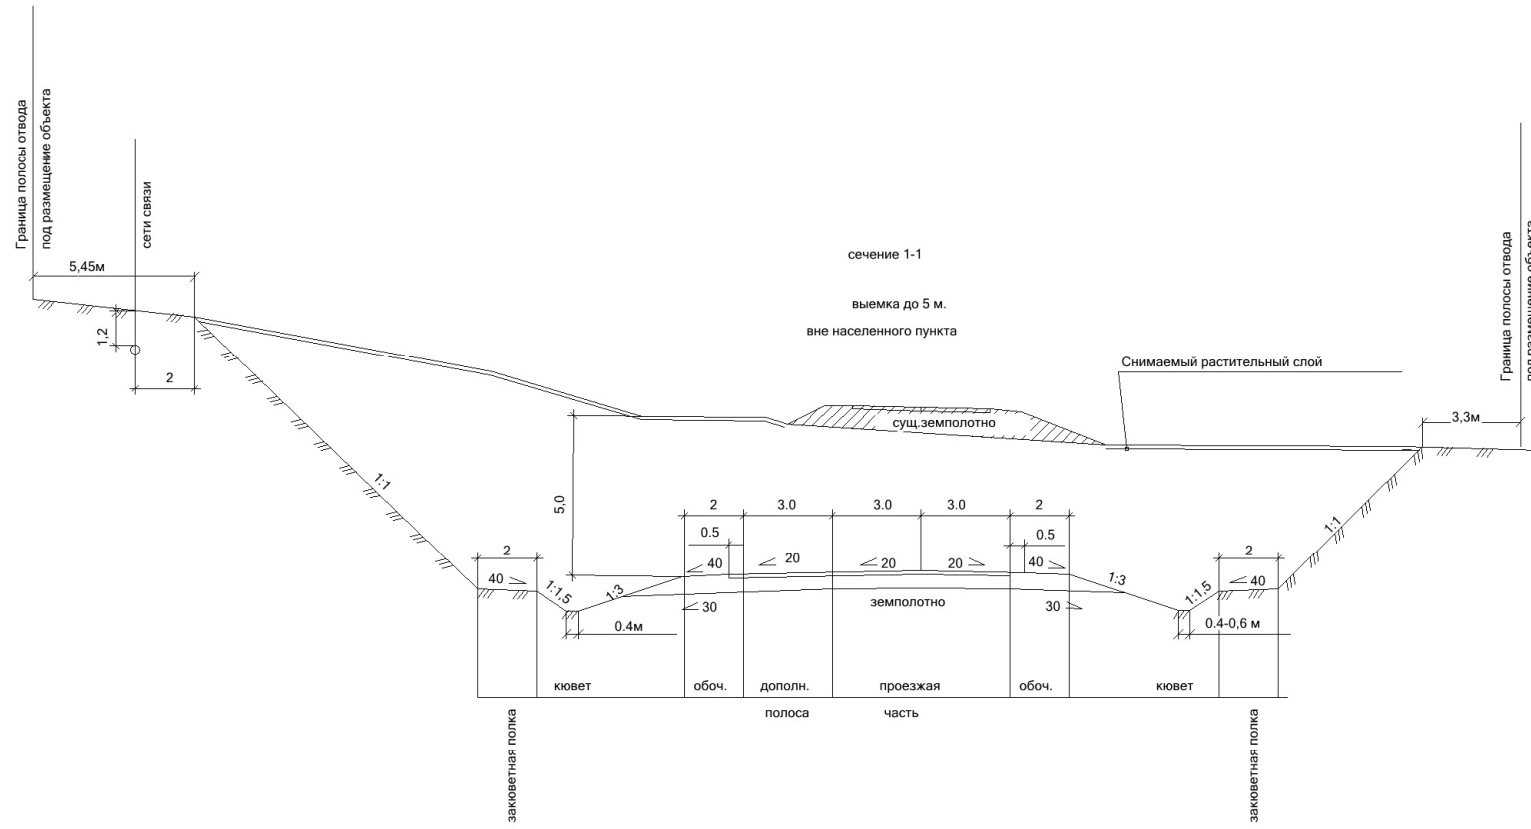 Граница полосы отвода
под размещение объекта
сети связи
5,45м
1,2
2
сечение 1-1
выемка до 5 м.
вне населенного пункта
Снимаемый растительный слой
Граница полосы отвода
под размещение объекта
3,3м
сущ.земполотно
1:1
1:1
5,0
2
3.0
3.0
3.0
2
0.5
0.5
2
40
1:1,5
1:3
40
20
20
20
40
1:3
1:1,5
2
40
30
земполотно
30
0.4м
0.4-0,6 м
кювет
обоч.
дополн.
полоса
проезжая
часть
обоч.
кювет
закюветная полка
закюветная полка